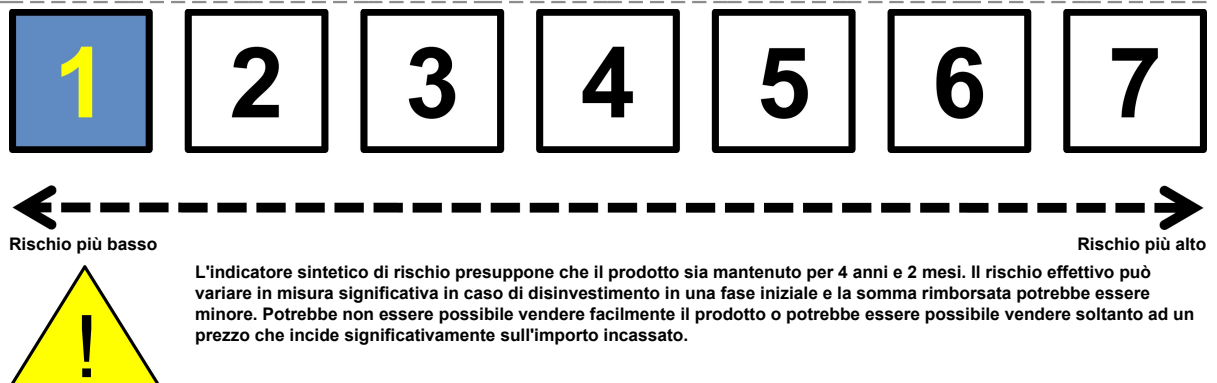 1 2 3 4 5 6 7
Rischio più basso Rischio più alto
L'indicatore sintetico di rischio presuppone che il prodotto sia mantenuto per 4 anni e 2 mesi. Il rischio effettivo può
variare in misura significativa in caso di disinvestimento in una fase iniziale e la somma rimborsata potrebbe essere
minore. Potrebbe non essere possibile vendere facilmente il prodotto o potrebbe essere possibile vendere soltanto ad un
prezzo che incide significativamente sull'importo incassato.
!